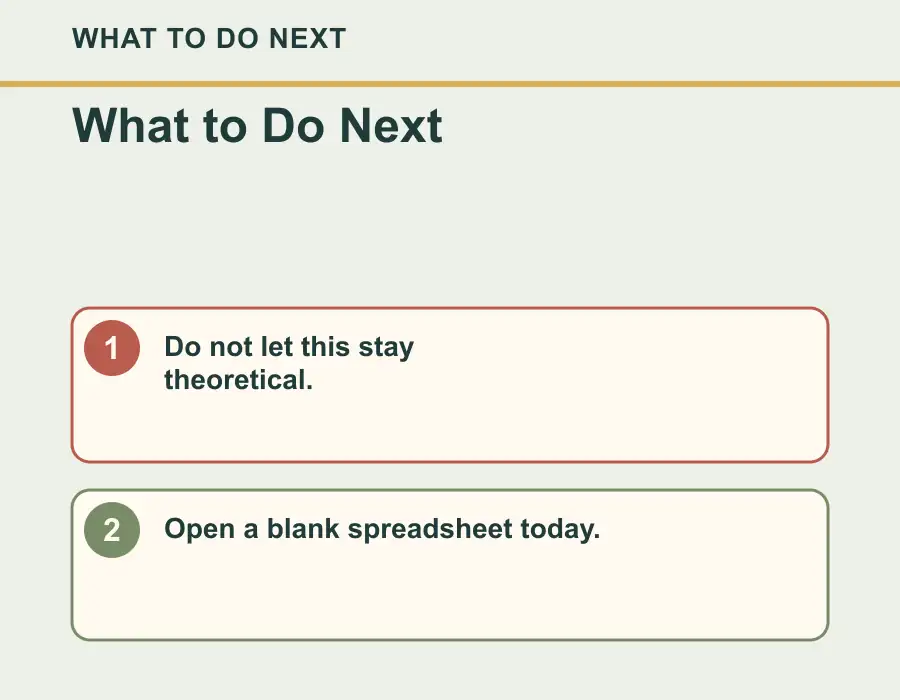 WHAT TO DO NEXT
What to Do Next
1
Do not let this stay
theoretical.
2
Open a blank spreadsheet today.